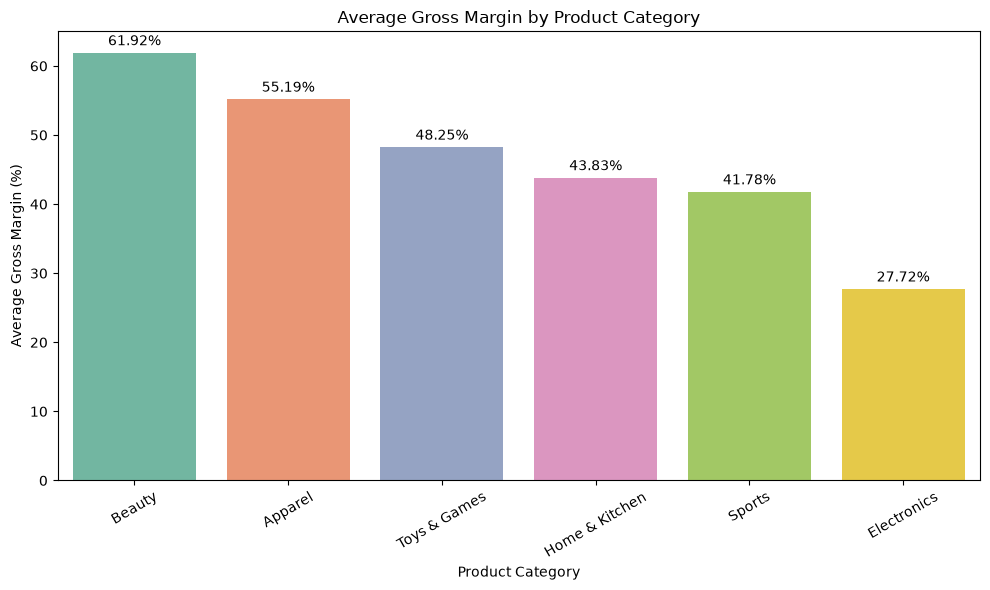 Average Gross Margin by Product Category
Average Gross Margin (%)
60
50
40
30
20
10
0
61.92%
55.19%
48.25%
43.83%
41.78%
27.72%
Beauty
Apparel
Toys & Games
Home & Kitchen
Sports
Electronics
Product Category